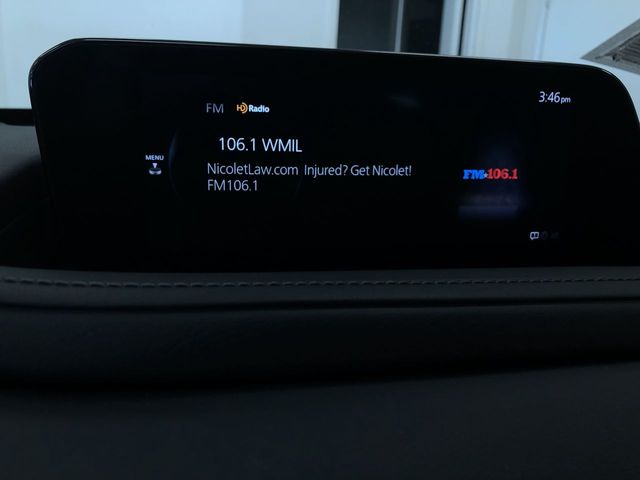 FM HD Radio
3:46pm
106.1 WMIL
MENU
NicoletLaw.com Injured? Get Nicolet!
FM106.1
FM★106.1